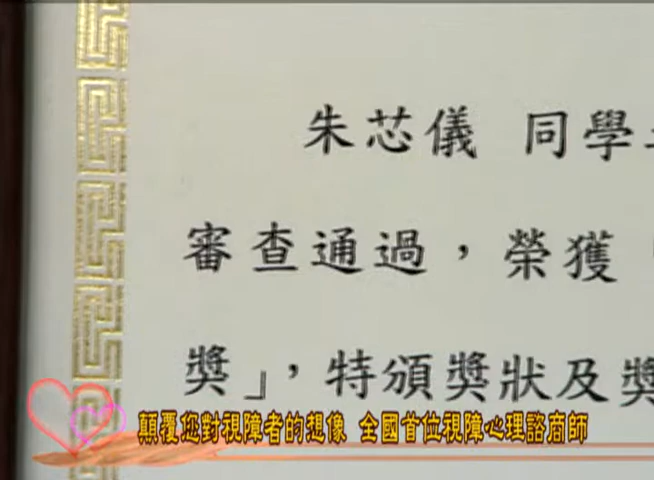 朱芯儀 同學
審查通過，榮獲
獎」，特頒獎狀及獎
顛覆您對視障者的想像 全國首位視障心理諮商師